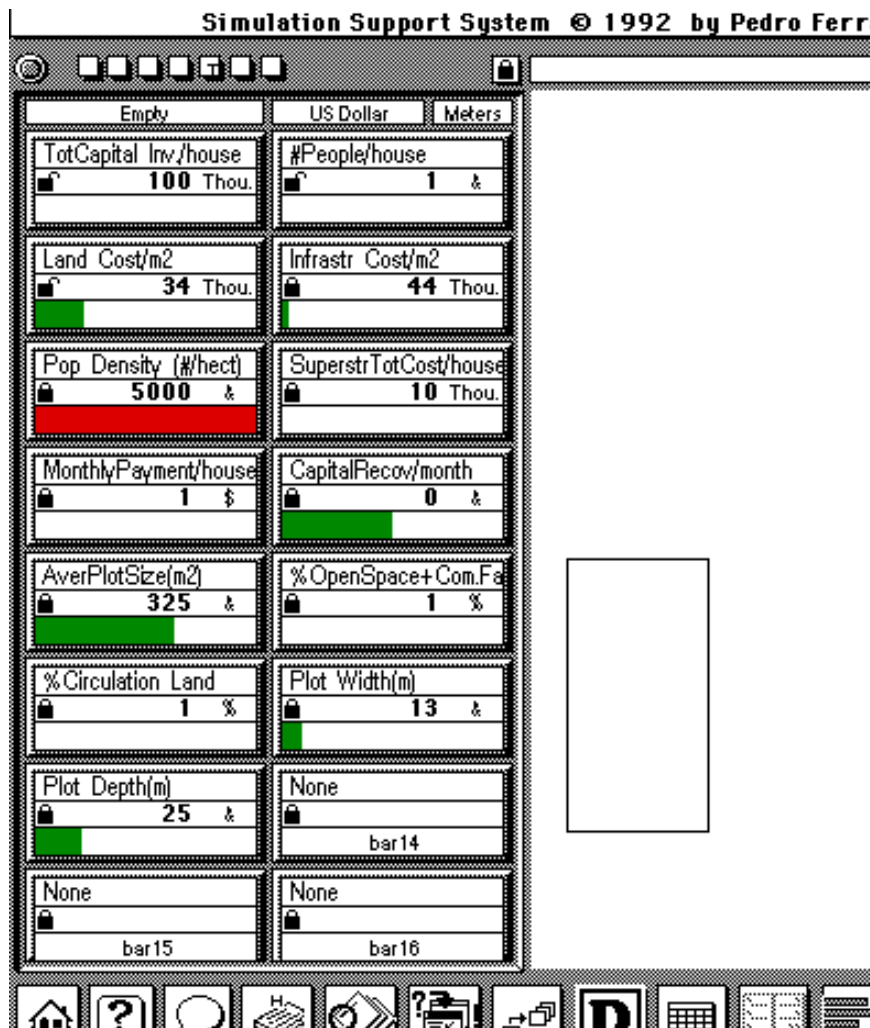 Simulation Support System © 1992 by Pedro Ferr
T
Empty US Dollar Meters
TotCapital Inv./house
100 Thou.
#People/house
1 &
Land Cost/m2
34 Thou.
Infrastr Cost/m2
44 Thou.
Pop Density (#/hect)
5000 &
SuperstrTotCost/house
10 Thou.
MonthlyPayment/house
1 $
CapitalRecov/month
0 &
AverPlotSize(m2)
325 &
%OpenSpace+Com.Fa
1 %
%Circulation Land
1 %
Plot Width(m)
13 &
Plot Depth(m)
25 &
None
bar14
None
bar15
None
bar16
H
?
?
!
D